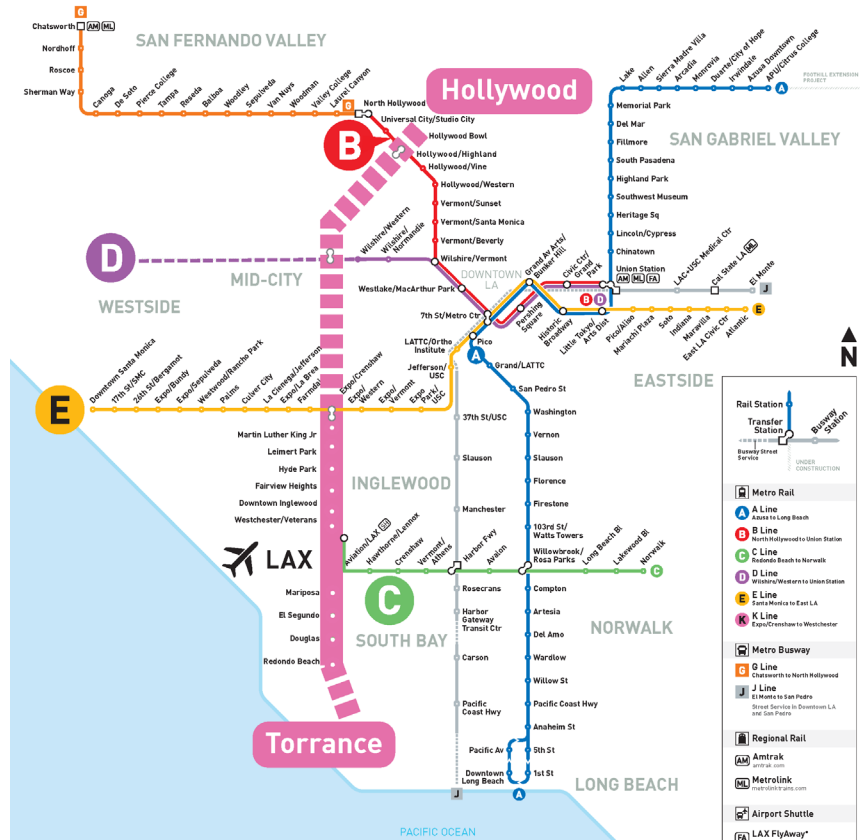 G
Chatsworth
AM
ML
Nordhoff
Roscoe
Sherman Way
SAN FERNANDO VALLEY
Canoga
De Soto
Pierce College
Tampa
Reseda
Balboa
Woodley
Sepulveda
Van Nuys
Woodman
Valley College
Laurel Canyon
G
North Hollywood
Universal City/Studio City
Hollywood
B
Hollywood Bowl
Hollywood/Highland
Hollywood/Vine
Hollywood/Western
Vermont/Sunset
Vermont/Santa Monica
Vermont/Beverly
Wilshire/Vermont
Lake
Allen
Sierra Madre Villa
Arcadia
Monrovia
Duarte/City of Hope
Irwindale
Azusa Downtown
APU/Citrus College
A
FOOTHILL EXTENSION
PROJECT
Memorial Park
Del Mar
Fillmore
South Pasadena
Highland Park
Southwest Museum
Heritage Sq
Lincoln/Cypress
Chinatown
Union Station
AM
ML
FA
SAN GABRIEL VALLEY
D
WESTSIDE
MID-CITY
Wilshire/Western
Wilshire/
Normandie
Westlake/MacArthur Park
DOWNTOWN
LA
Grand Av Arts/
Bunker Hill
Civic Ctr/
Grand
Park
B
D
LAC+USC Medical Ctr
Cal State LA
ML
El Monte
J
7th St/Metro Ctr
Pershing
Square
Historic
Broadway
Little Tokyo/
Arts Dist
Pico/Aliso
Mariachi Plaza
Soto
Indiana
Maravilla
East LA Civic Ctr
Atlantic
E
EASTSIDE
N
Pico
A
LATTC/Ortho
Institute
Jefferson/
USC
Grand/LATTC
San Pedro St
Washington
Vernon
Slauson
Florence
Firestone
103rd St/
Watts Towers
Willowbrook/
Rosa Parks
E
Downtown Santa Monica
17th St/SMC
26th St/Bergamot
Expo/Bundy
Expo/Sepulveda
Westwood/Rancho Park
Palms
Culver City
La Cienega/Jefferson
Expo/La Brea
Farmdale
Expo/Crenshaw
Expo/
Western
Expo/
Vermont
Expo
Park/
USC
Martin Luther King Jr
Leimert Park
Hyde Park
Fairview Heights
Downtown Inglewood
Westchester/Veterans
INGLEWOOD
37th St/USC
Slauson
Manchester
LAX
Aviation/LAX
Hawthorne/Lennox
Crenshaw
Vermont/
Athens
Harbor Fwy
Avalon
Long Beach Bl
Lakewood Bl
Norwalk
C
C
SOUTH BAY
NORWALK
Mariposa
El Segundo
Douglas
Redondo Beach
Torrance
Rosecrans
Harbor
Gateway
Transit Ctr
Carson
Pacific
Coast Hwy
J
Compton
Artesia
Del Amo
Wardlow
Willow St
Pacific Coast Hwy
Anaheim St
Pacific Av
5th St
Downtown
Long Beach
1st St
A
LONG BEACH
PACIFIC OCEAN
Rail Station
Transfer
Station
Busway
Station
Busway Street
Service
UNDER
CONSTRUCTION
Metro Rail
A
A Line
Azusa to Long Beach
B
B Line
North Hollywood to Union Station
C
C Line
Redondo Beach to Norwalk
D
D Line
Wilshire/Western to Union Station
E
E Line
Santa Monica to East LA
K
K Line
Expo/Crenshaw to Westchester
Metro Busway
G
G Line
Chatsworth to North Hollywood
J
J Line
El Monte to San Pedro
Street Service in Downtown LA
and San Pedro
Regional Rail
AM
Amtrak
amtrak.com
ML
Metrolink
metrolinktrains.com
Airport Shuttle
FA
LAX FlyAway*